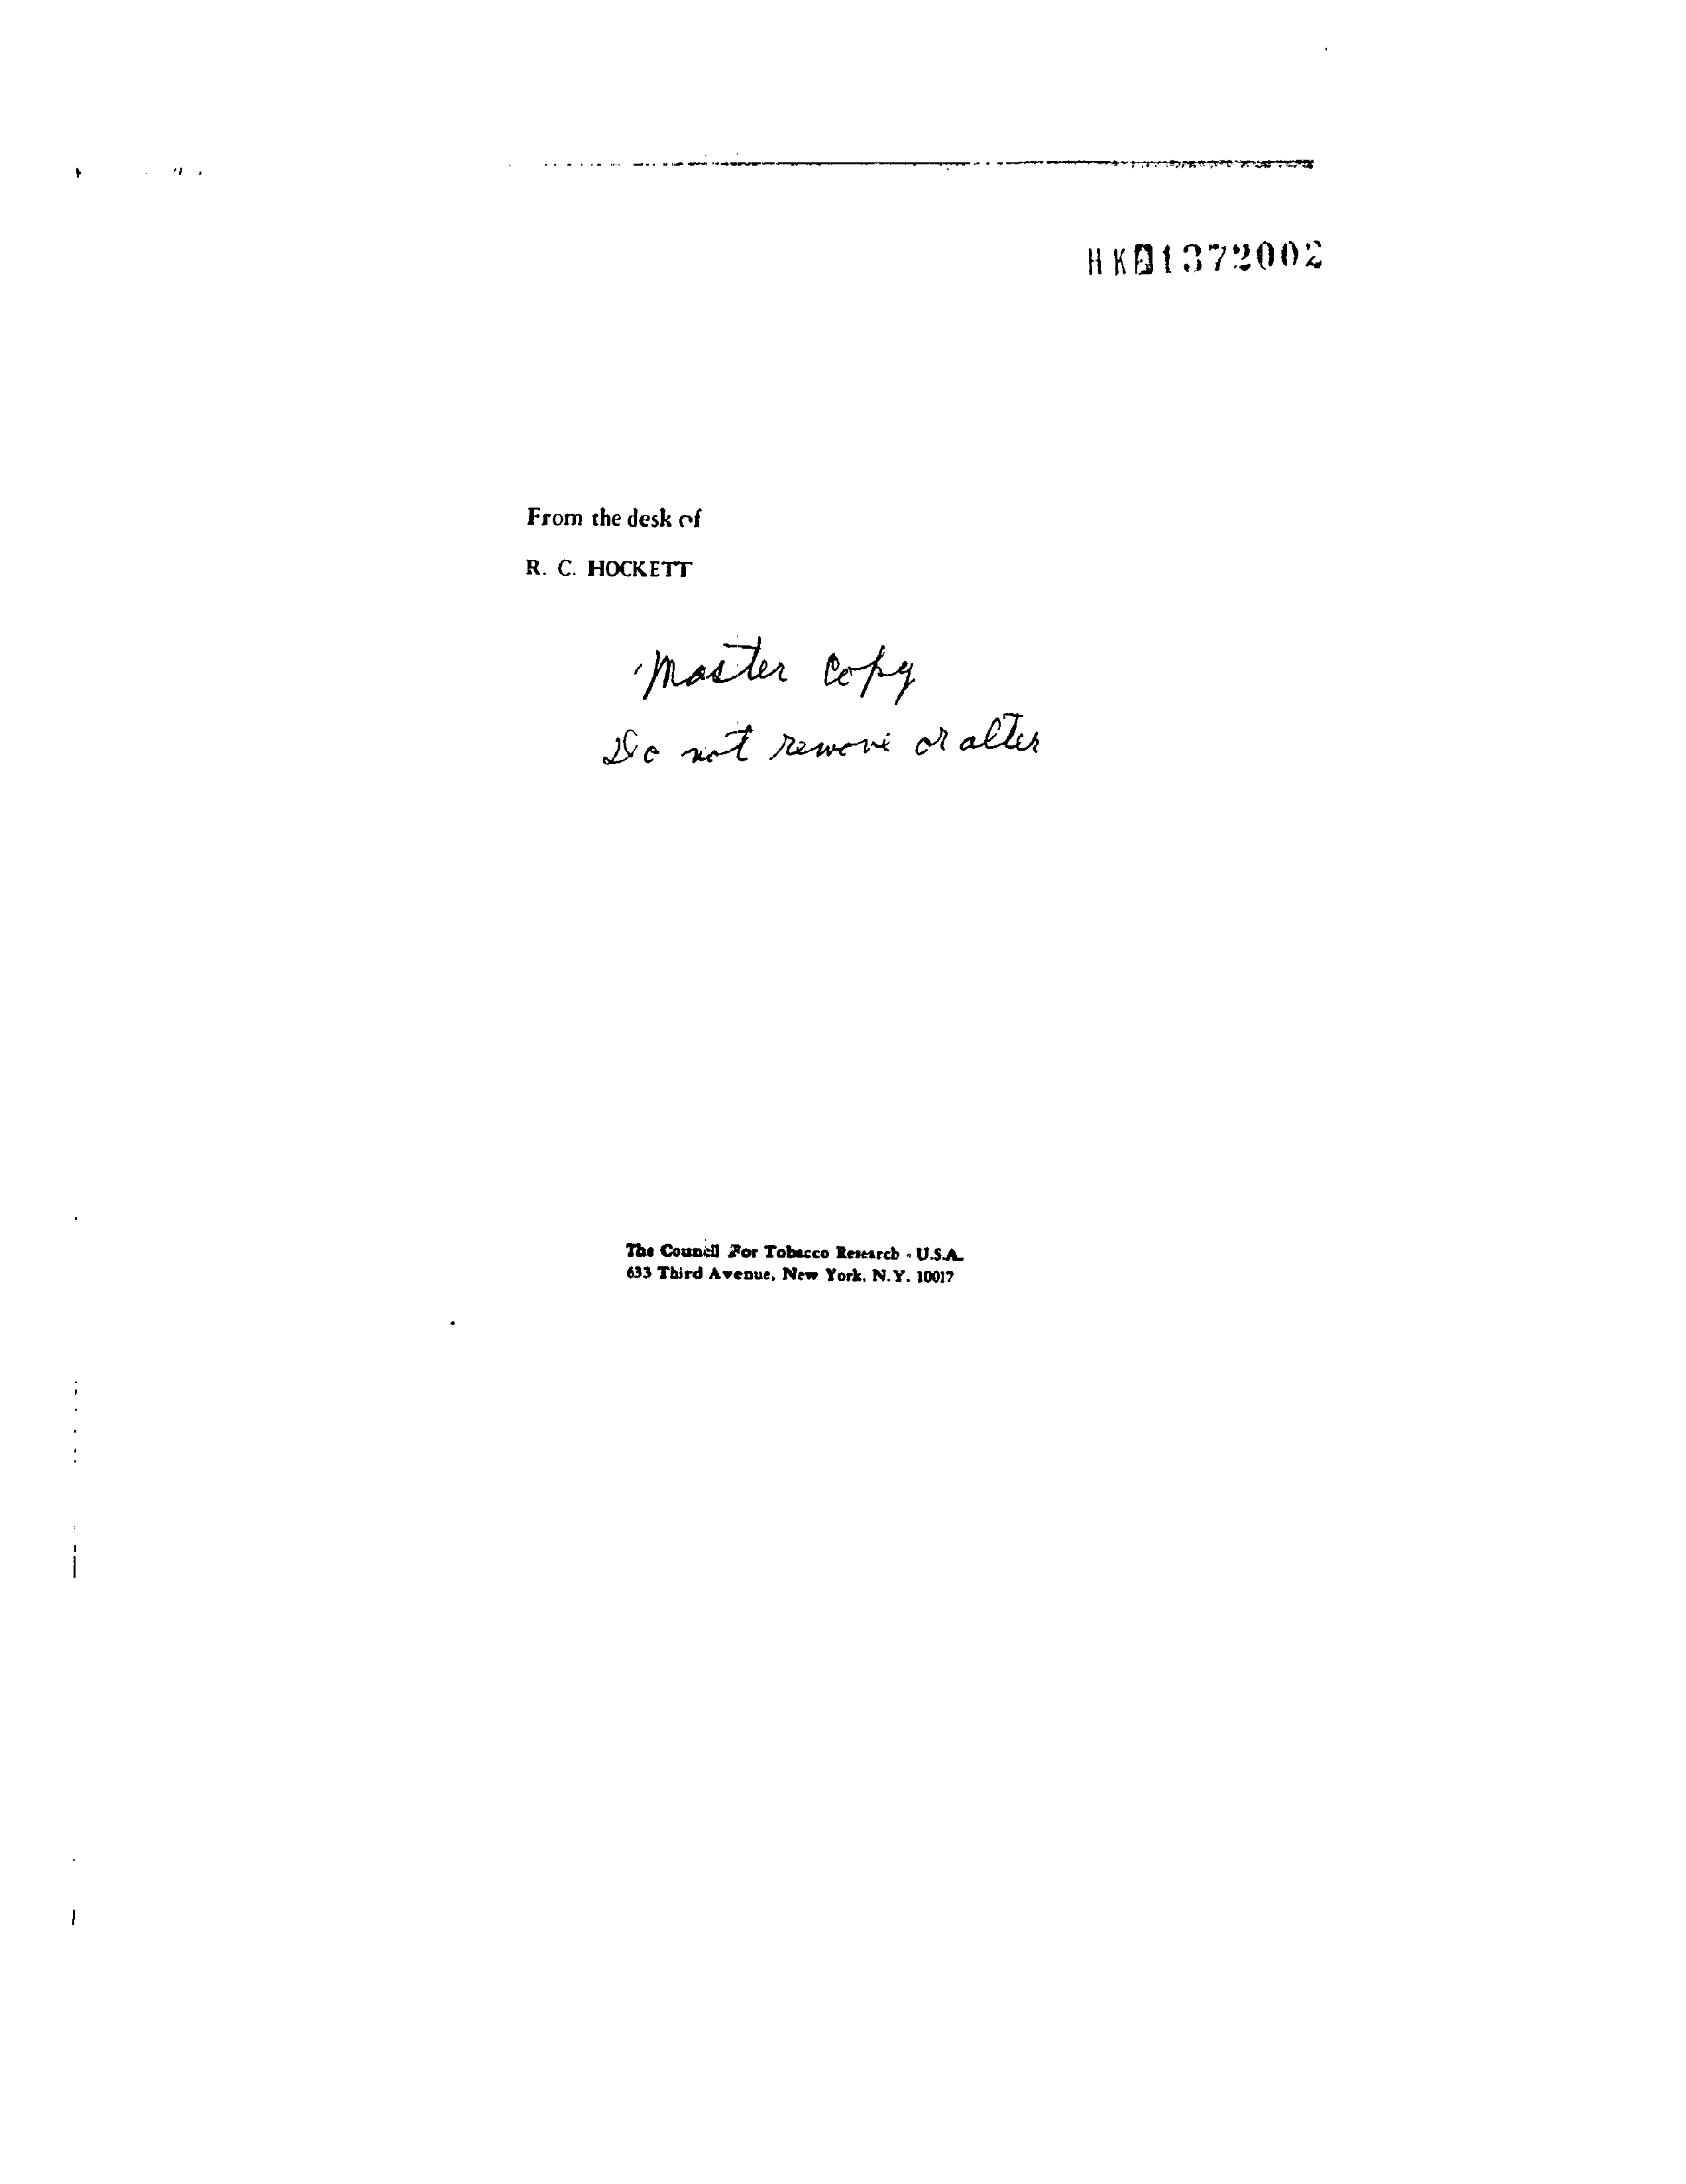 HKA1372002
From the desk of
R. C. HOCKETT
Master Copy
Do not remove or alter
The Council For Tobacco Research - U.S.A.
633 Third Avenue, New York, N.Y. 10017